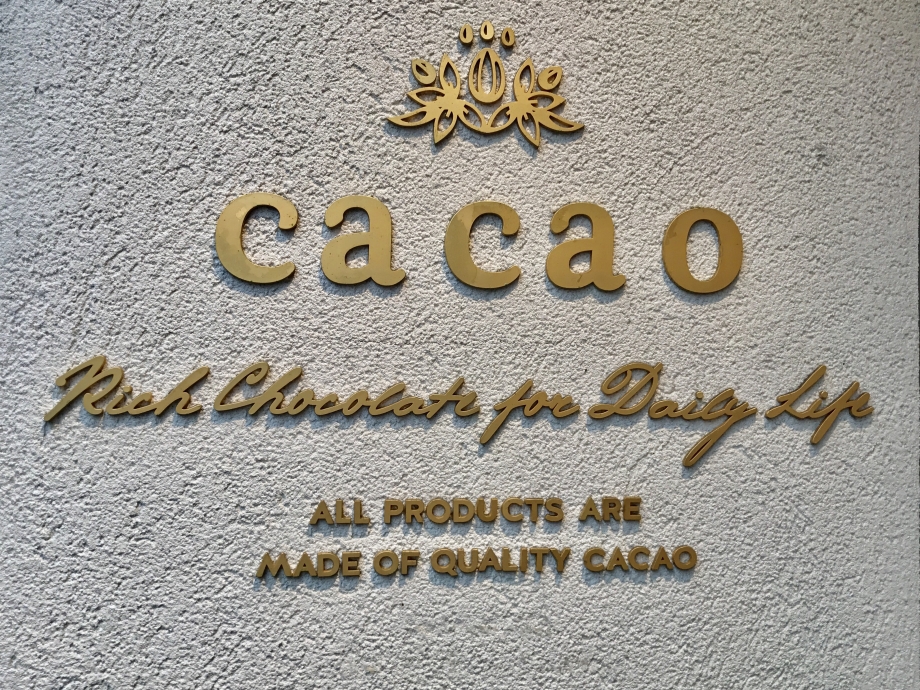 cacao
Rich Chocolate for Daily Life
ALL PRODUCTS ARE
MADE OF QUALITY CACAO